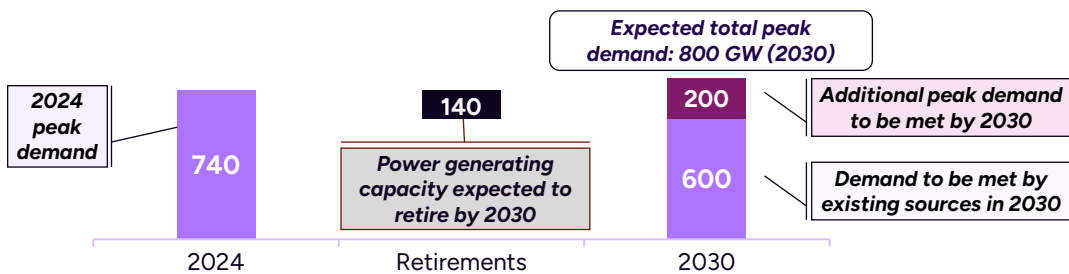 Expected total peak
demand: 800 GW (2030)
2024
peak
demand
740
140
Power generating
capacity expected to
retire by 2030
200
600
Additional peak demand
to be met by 2030
Demand to be met by
existing sources in 2030
2024
Retirements
2030